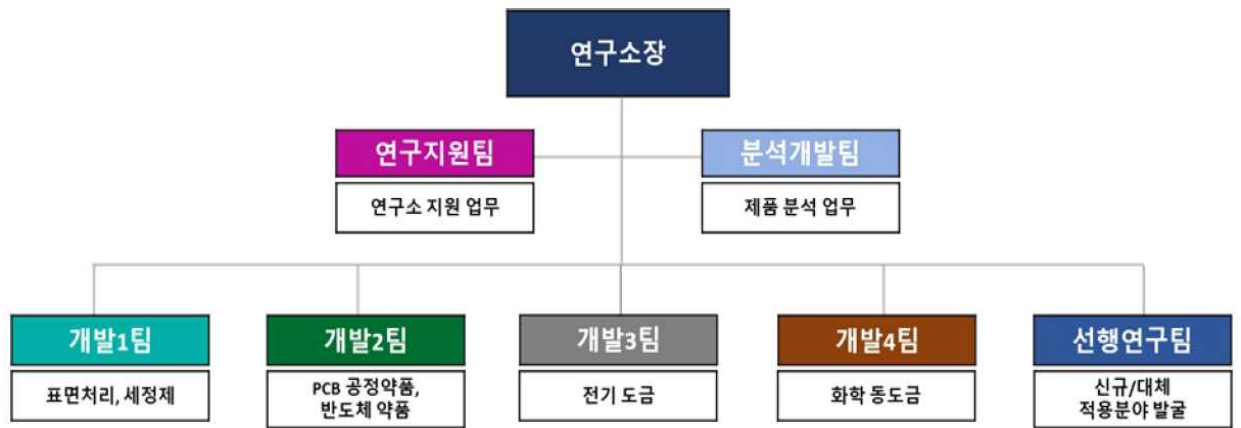 연구소장
연구지원팀
분석개발팀
연구소 지원 업무
제품 분석 업무
개발1팀
개발2팀
개발3팀
개발4팀
선행연구팀
표면처리, 세정제
PCB 공정약품,
반도체 약품
전기 도금
화학 동도금
신규/대체
적용분야 발굴